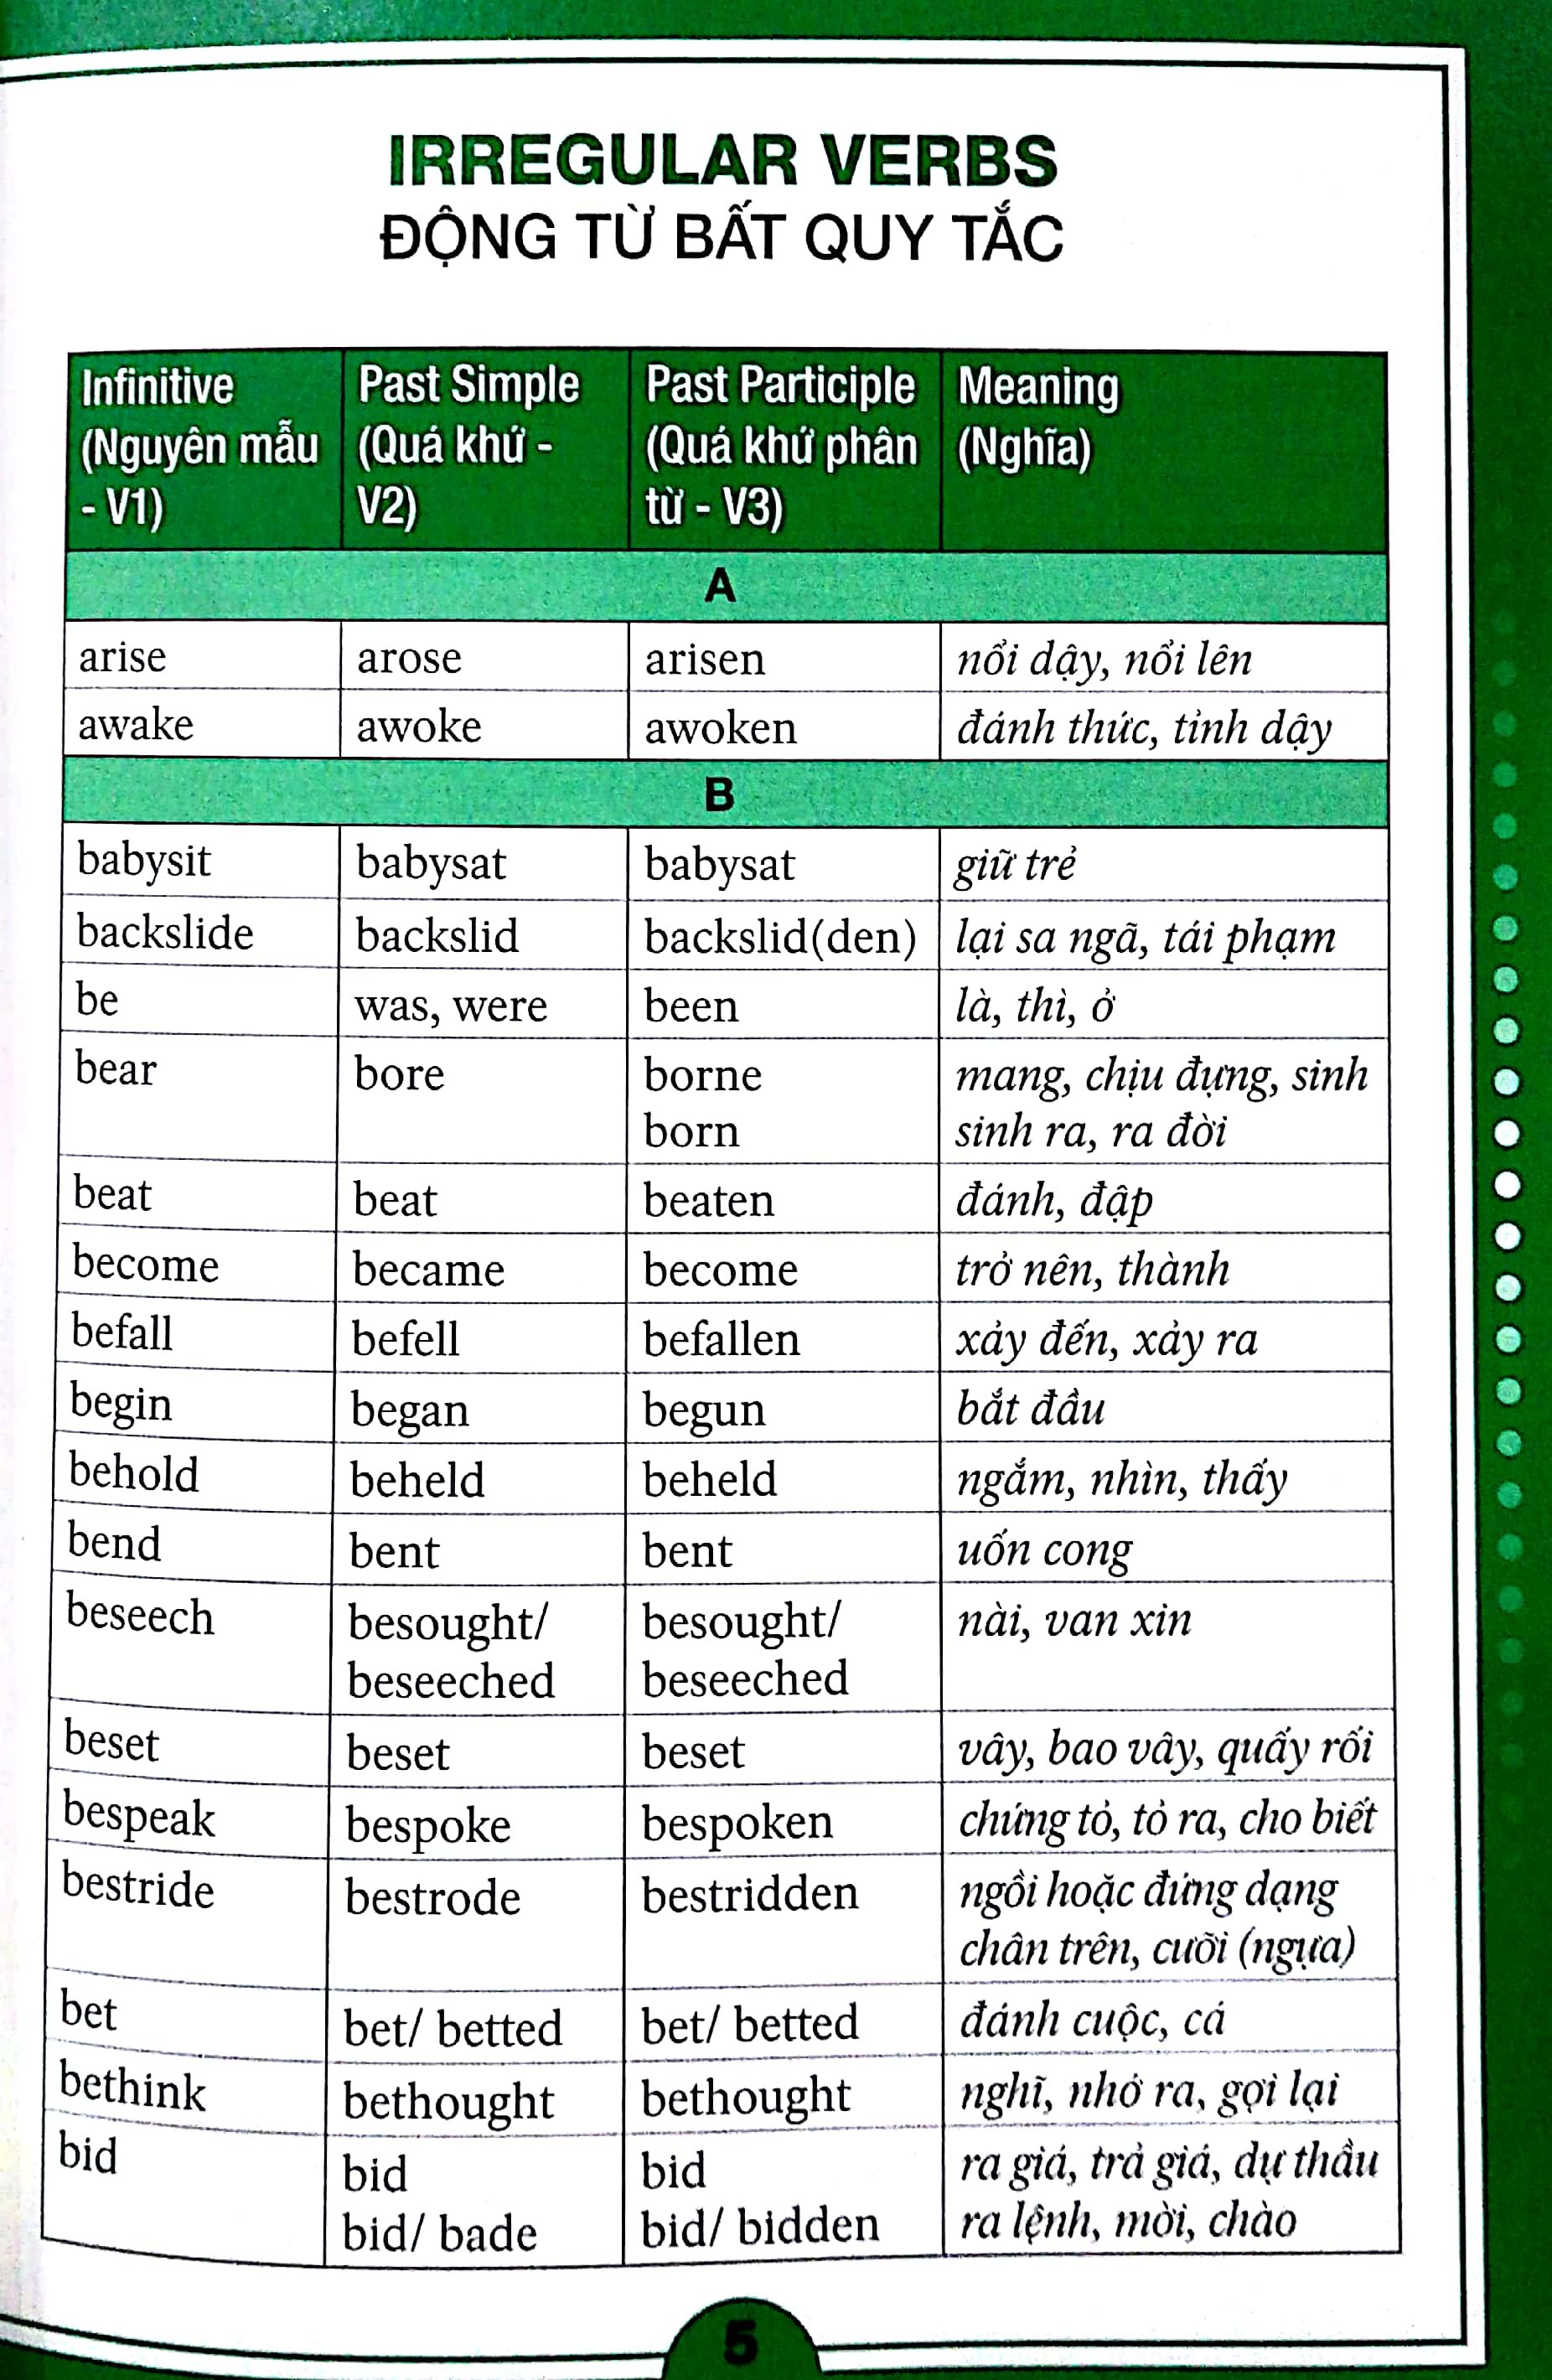 IRREGULAR VERBS
ĐỘNG TỪ BẤT QUY TẮC
Infinitive Past Simple Past Participle Meaning
(Nguyên mẫu (Quá khứ - (Quá khứ phân (Nghĩa)
- V1) V2) từ - V3)
A
arise arose arisen nổi dậy, nổi lên
awake awoke awoken đánh thức, tỉnh dậy
B
babysit babysat babysat giữ trẻ
backslide backslid backslid(den) lại sa ngã, tái phạm
be was, were been là, thì, ở
bear bore borne mang, chịu đựng, sinh
born sinh ra, ra đời
beat beat beaten đánh, đập
become became become trở nên, thành
befall befell befallen xảy đến, xảy ra
begin began begun bắt đầu
behold beheld beheld ngắm, nhìn, thấy
bend bent bent uốn cong
beseech besought/ besought/ nài, van xin
beseeched beseeched
beset beset beset vây, bao vây, quấy rối
bespeak bespoke bespoken chứng tỏ, tỏ ra, cho biết
bestride bestrode bestridden ngồi hoặc đứng dạng
chân trên, cưỡi (ngựa)
bet bet/ betted bet/ betted đánh cuộc, cá
bethink bethought bethought nghĩ, nhớ ra, gợi lại
bid bid bid ra giá, trả giá, dự thầu
bid/ bade bid/ bidden ra lệnh, mời, chào
5